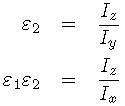 ε₂ = I_z / I_y
ε₁ε₂ = I_z / I_x